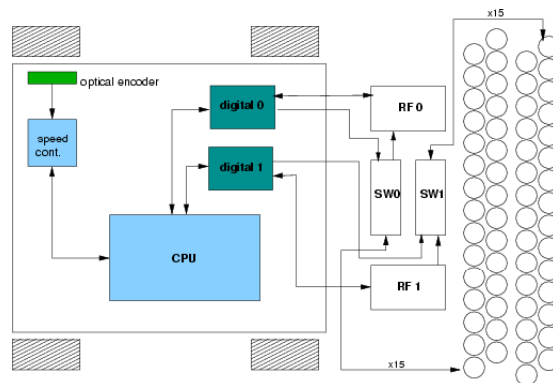 x15
optical encoder
digital 0
RF 0
speed
cont.
digital 1
SW0
SW1
CPU
RF 1
x15